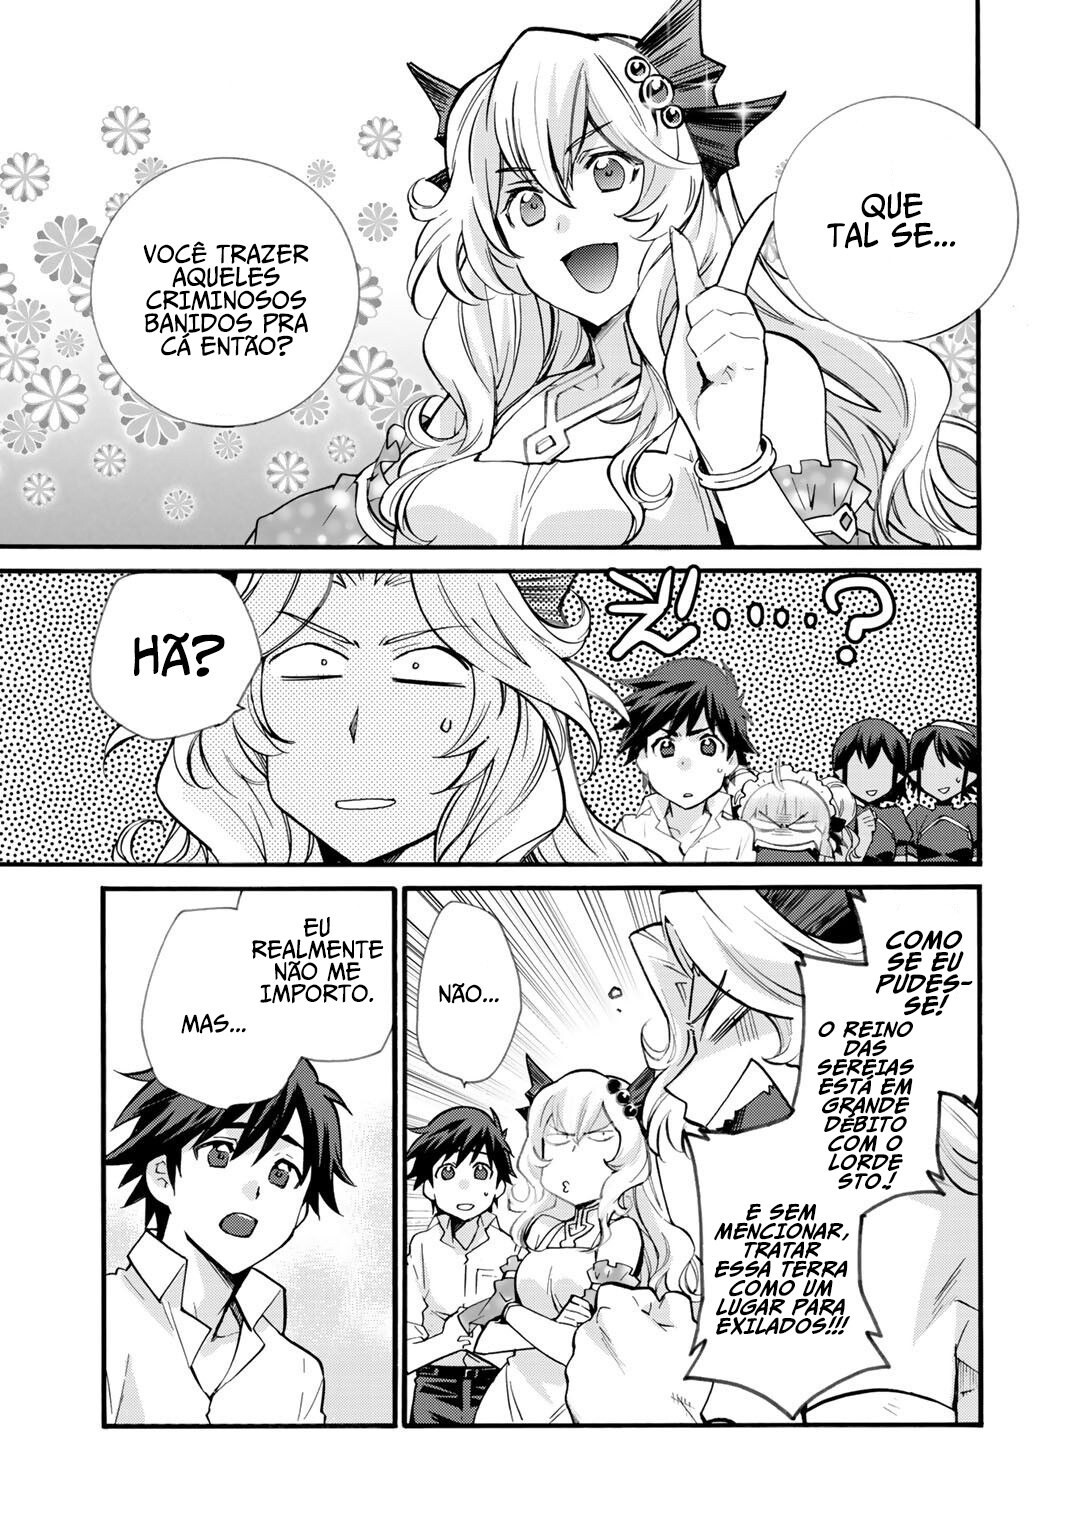 QUE
TAL SE...
VOCÊ TRAZER
AQUELES
CRIMINOSOS
BANIDOS PRA
CÁ ENTÃO?
え・・・・・?
HÃ?
COMO
SE EU
PUDES-
SE!
O REINO
DAS
SEREIAS
ESTÁ EM
GRANDE
DÉBITO
COM O
LORDE
STO!
E SEM
MENCIONAR,
TRATAR
ESSA TERRA
COMO UM
LUGAR PARA
EXILADOS!!!
NÃO...
EU
REALMENTE
NÃO ME
IMPORTO.
MAS...